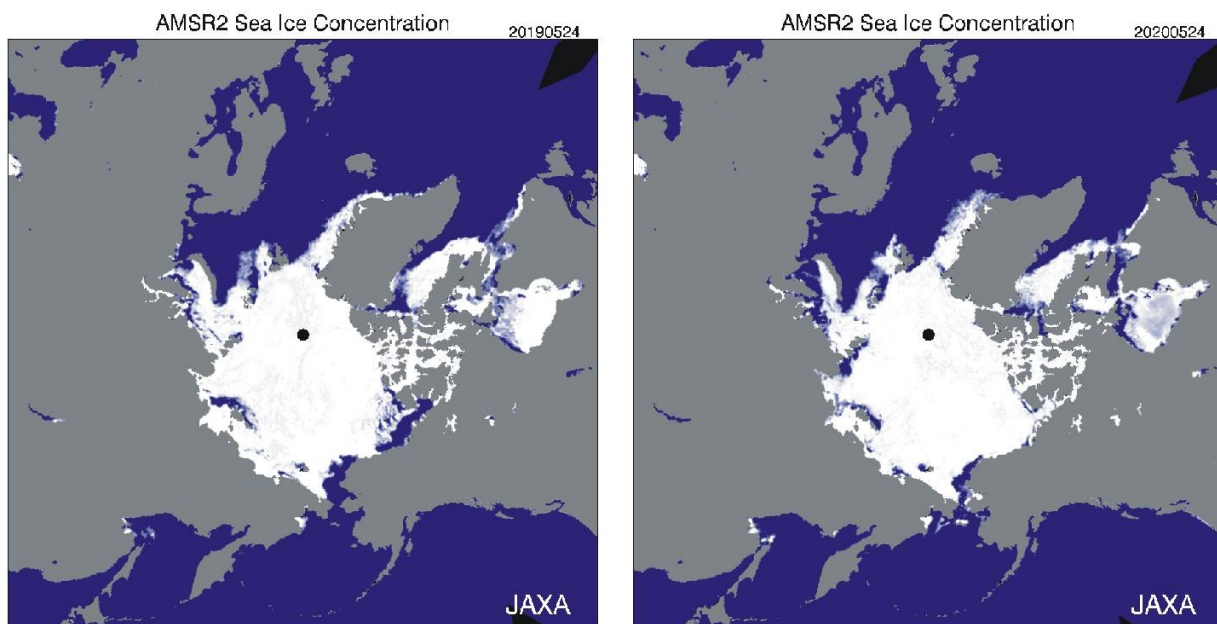 AMSR2 Sea Ice Concentration
20190524
JAXA
AMSR2 Sea Ice Concentration
20200524
JAXA